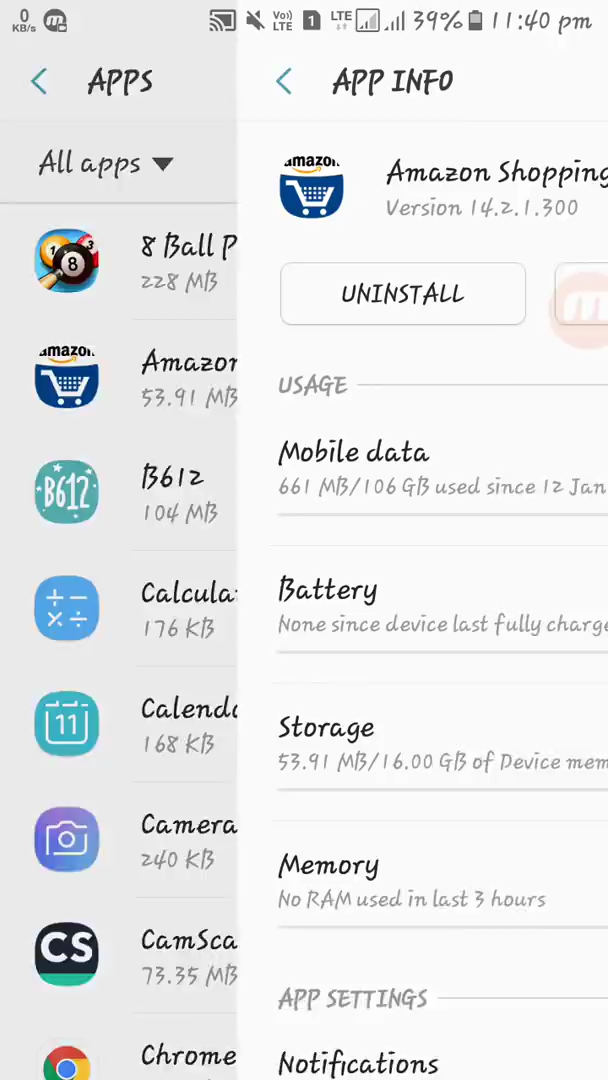 0
KB/s
Vo)
LTE
1
LTE
39%
11:40 pm
APPS
All apps
8 Ball P
228 MB
amazon
Amazon
53.91 MB
B612
B612
104 MB
Calcula
176 KB
11
Calenda
168 KB
Camera
240 KB
CS
CamSca
73.35 MB
Chrome
APP INFO
amazon
Amazon Shopping
Version 14.2.1.300
UNINSTALL
USAGE
Mobile data
661 MB/106 GB used since 12 Jan
Battery
None since device last fully charge
Storage
53.91 MB/16.00 GB of Device mem
Memory
No RAM used in last 3 hours
APP SETTINGS
Notifications